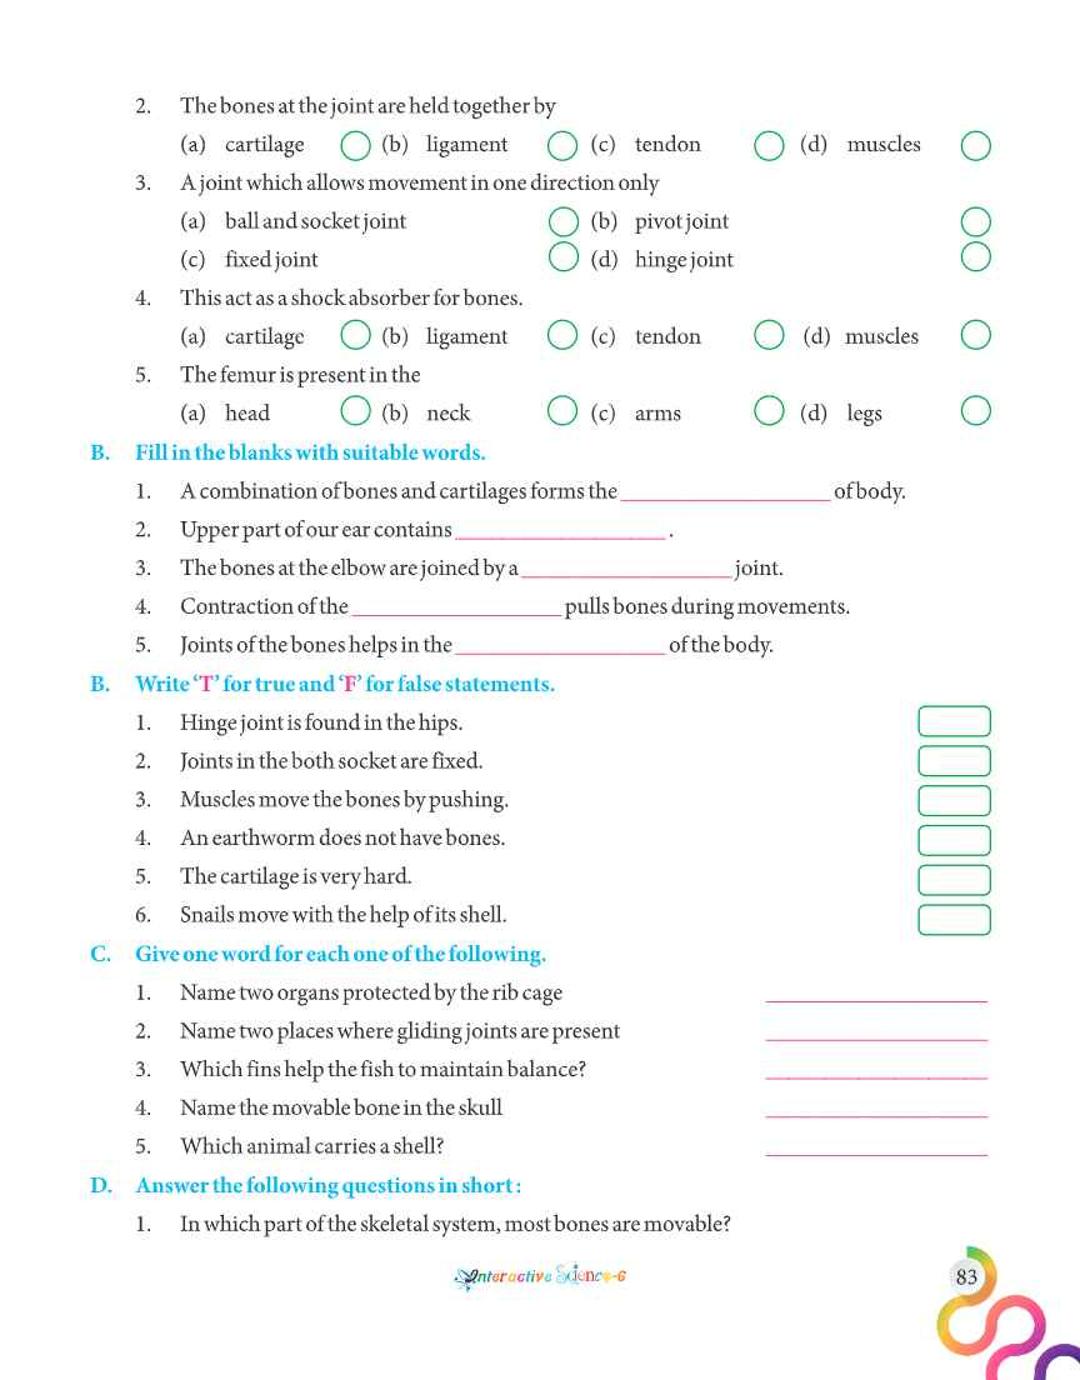 2. The bones at the joint are held together by
(a) cartilage (b) ligament (c) tendon (d) muscles
3. A joint which allows movement in one direction only
(a) ball and socket joint (b) pivot joint
(c) fixed joint (d) hinge joint
4. This act as a shock absorber for bones.
(a) cartilage (b) ligament (c) tendon (d) muscles
5. The femur is present in the
(a) head (b) neck (c) arms (d) legs
B. Fill in the blanks with suitable words.
1. A combination of bones and cartilages forms the ____________ of body.
2. Upper part of our ear contains ____________ .
3. The bones at the elbow are joined by a ____________ joint.
4. Contraction of the ____________ pulls bones during movements.
5. Joints of the bones helps in the ____________ of the body.
B. Write ‘T’ for true and ‘F’ for false statements.
1. Hinge joint is found in the hips.
2. Joints in the both socket are fixed.
3. Muscles move the bones by pushing.
4. An earthworm does not have bones.
5. The cartilage is very hard.
6. Snails move with the help of its shell.
C. Give one word for each one of the following.
1. Name two organs protected by the rib cage ____________
2. Name two places where gliding joints are present ____________
3. Which fins help the fish to maintain balance? ____________
4. Name the movable bone in the skull ____________
5. Which animal carries a shell? ____________
D. Answer the following questions in short :
1. In which part of the skeletal system, most bones are movable?
Interactive Science-6
83